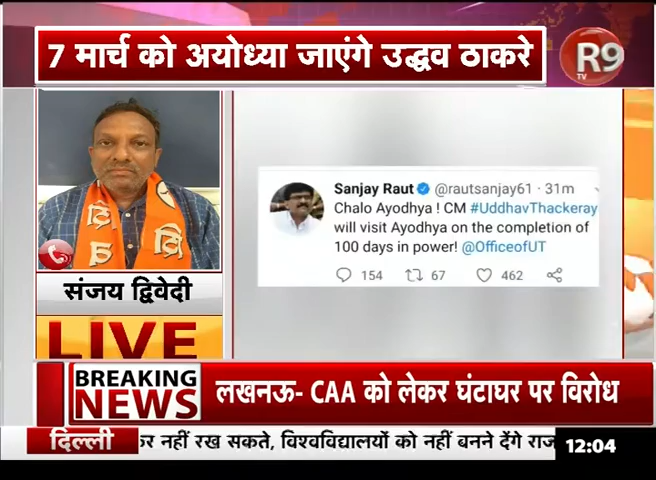 7 मार्च को अयोध्या जाएंगे उद्धव ठाकरे
R9
TV
Sanjay Raut @rautsanjay61 · 31m
Chalo Ayodhya ! CM #UddhavThackeray
will visit Ayodhya on the completion of
100 days in power! @OfficeofUT
154 67 462
संजय द्विवेदी
LIVE
BREAKING NEWS
लखनऊ- CAA को लेकर घंटाघर पर विरोध
दिल्ली
नहीं रख सकते, विश्वविद्यालयों को नहीं बनने देंगे
12:04